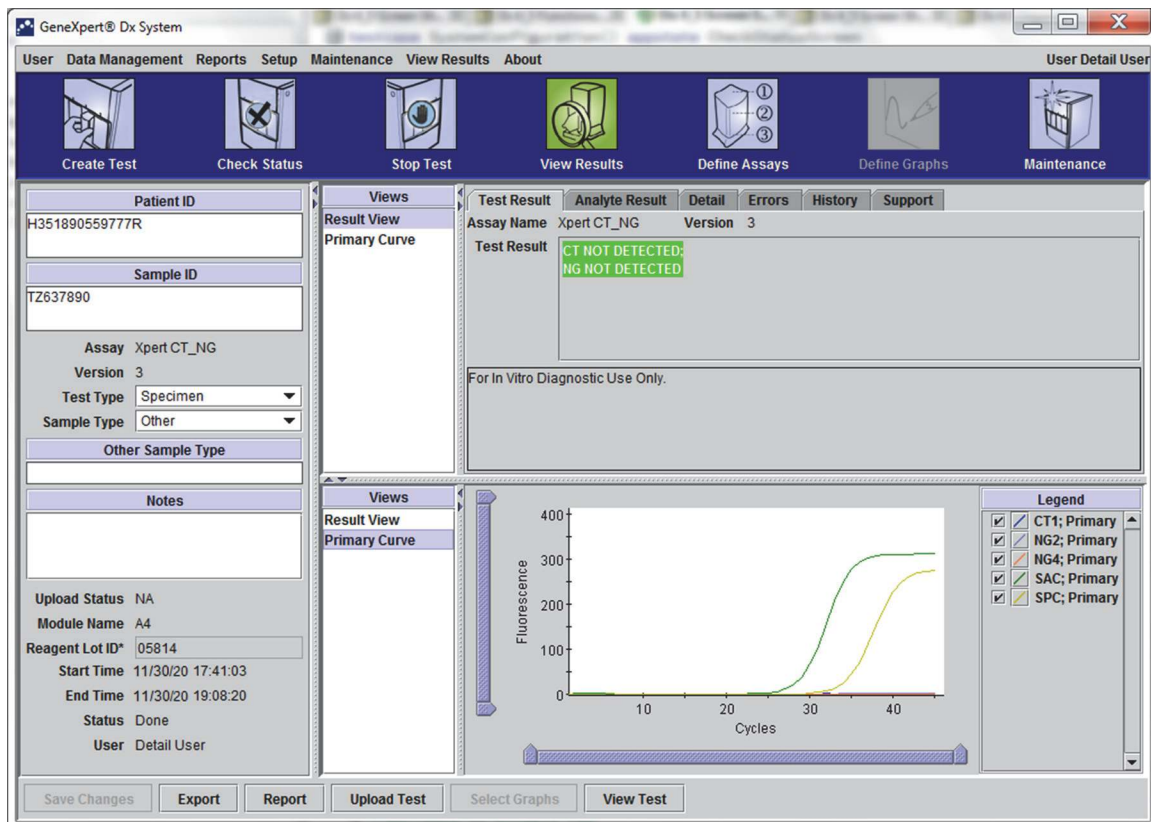 GeneXpert® Dx System
User Data Management Reports Setup Maintenance View Results About User Detail User
Create Test Check Status Stop Test View Results Define Assays Define Graphs Maintenance
Patient ID
H351890559777R
Sample ID
TZ637890
Assay Xpert CT_NG
Version 3
Test Type Specimen
Sample Type Other
Other Sample Type
Notes
Upload Status NA
Module Name A4
Reagent Lot ID* 05814
Start Time 11/30/20 17:41:03
End Time 11/30/20 19:08:20
Status Done
User Detail User
Views
Result View
Primary Curve
Test Result Analyte Result Detail Errors History Support
Assay Name Xpert CT_NG Version 3
Test Result CT NOT DETECTED;
NG NOT DETECTED
For In Vitro Diagnostic Use Only.
Views
Result View
Primary Curve
400
300
200
100
0
Fluorescence
10 20 30 40
Cycles
Legend
CT1; Primary
NG2; Primary
NG4; Primary
SAC; Primary
SPC; Primary
Save Changes Export Report Upload Test Select Graphs View Test